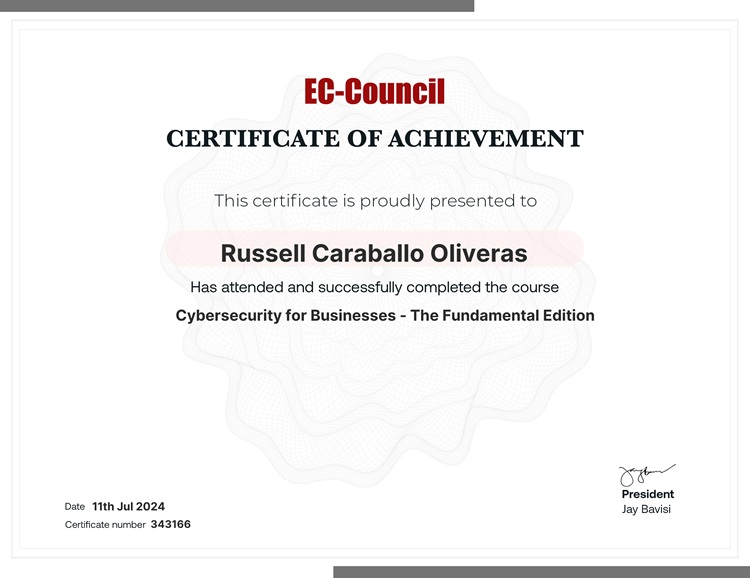 EC-Council
CERTIFICATE OF ACHIEVEMENT
This certificate is proudly presented to
Russell Caraballo Oliveras
Has attended and successfully completed the course
Cybersecurity for Businesses - The Fundamental Edition
Date 11th Jul 2024
Certificate number 343166
President
Jay Bavisi